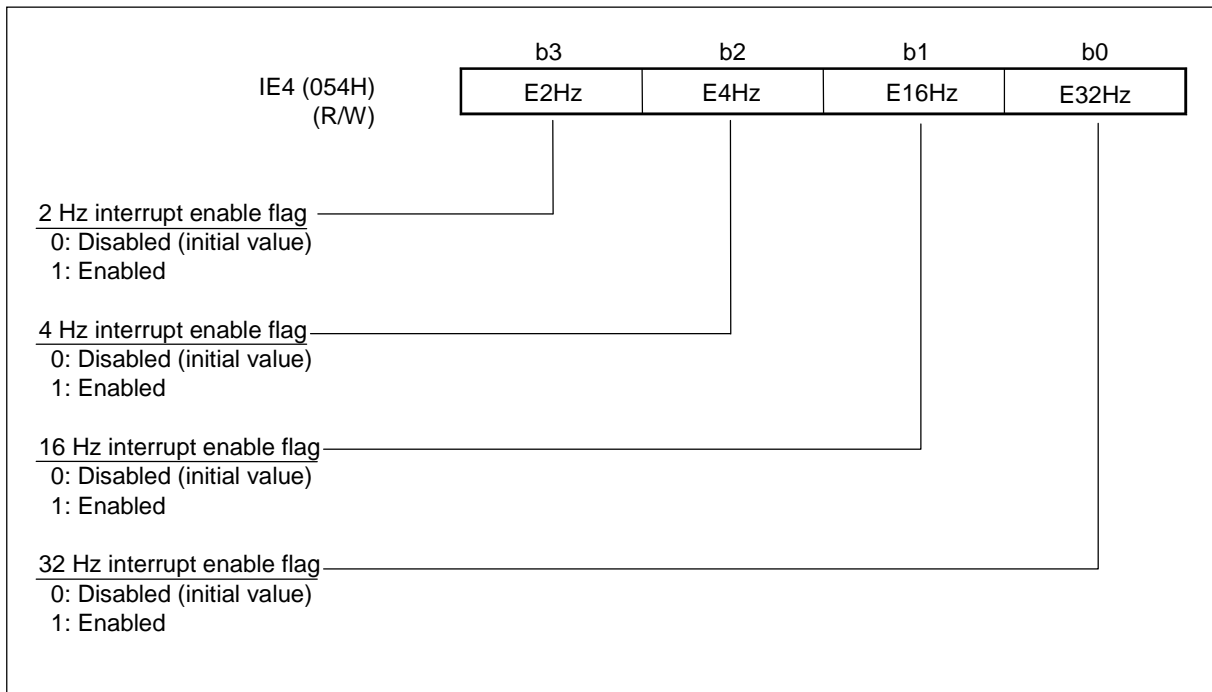 b3 b2 b1 b0
IE4 (054H) E2Hz E4Hz E16Hz E32Hz
(R/W)
2 Hz interrupt enable flag
0: Disabled (initial value)
1: Enabled
4 Hz interrupt enable flag
0: Disabled (initial value)
1: Enabled
16 Hz interrupt enable flag
0: Disabled (initial value)
1: Enabled
32 Hz interrupt enable flag
0: Disabled (initial value)
1: Enabled